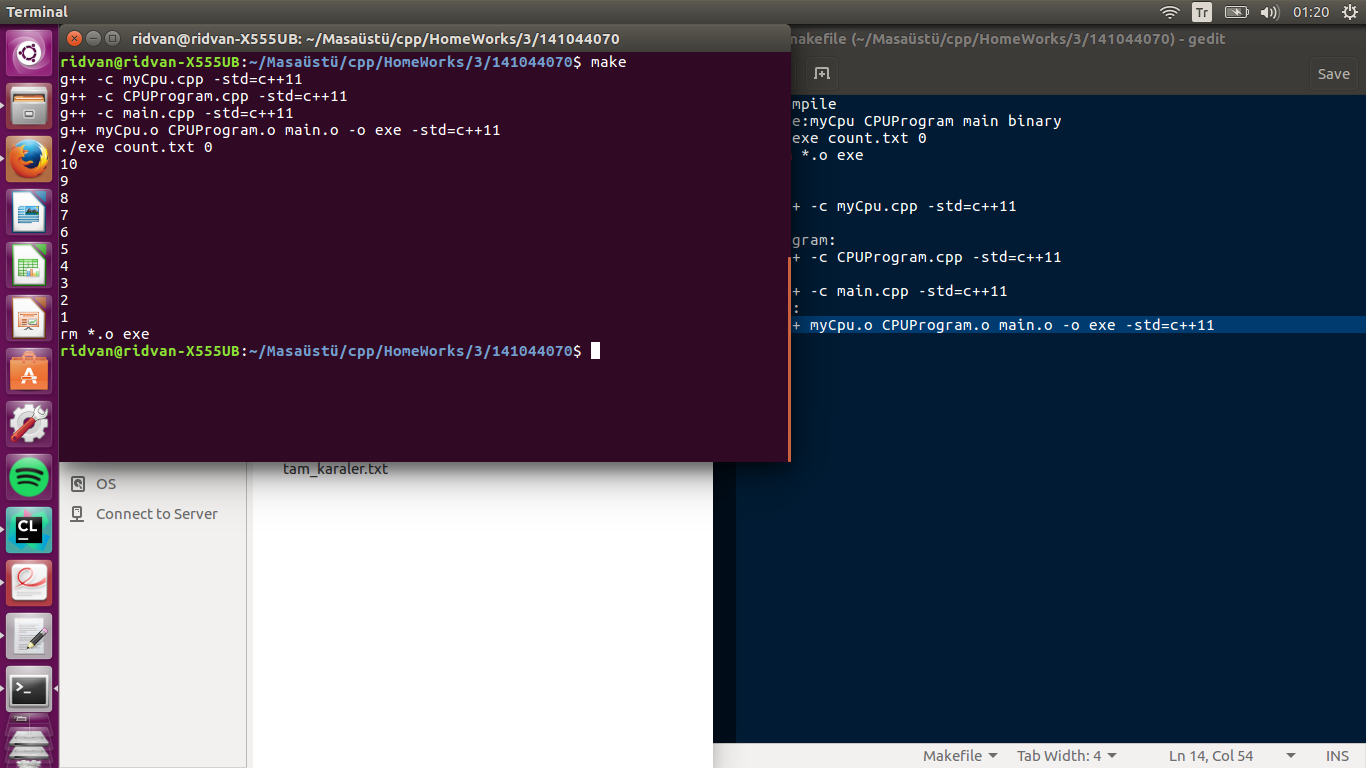 Terminal
Tr
01:20
ridvan@ridvan-X555UB: ~/Masaüstü/cpp/HomeWorks/3/141044070
ridvan@ridvan-X555UB:~/Masaüstü/cpp/HomeWorks/3/141044070$ make
g++ -c myCpu.cpp -std=c++11
g++ -c CPUProgram.cpp -std=c++11
g++ -c main.cpp -std=c++11
g++ myCpu.o CPUProgram.o main.o -o exe -std=c++11
./exe count.txt 0
10
9
8
7
6
5
4
3
2
1
rm *.o exe
ridvan@ridvan-X555UB:~/Masaüstü/cpp/HomeWorks/3/141044070$
makefile (~/Masaüstü/cpp/HomeWorks/3/141044070) - gedit
Save
mpile
e:myCpu CPUProgram main binary
exe count.txt 0
*.o exe
+ -c myCpu.cpp -std=c++11
gram:
+ -c CPUProgram.cpp -std=c++11
+ -c main.cpp -std=c++11
:
+ myCpu.o CPUProgram.o main.o -o exe -std=c++11
tam_karaler.txt
OS
Connect to Server
CL
Makefile
Tab Width: 4
Ln 14, Col 54
INS